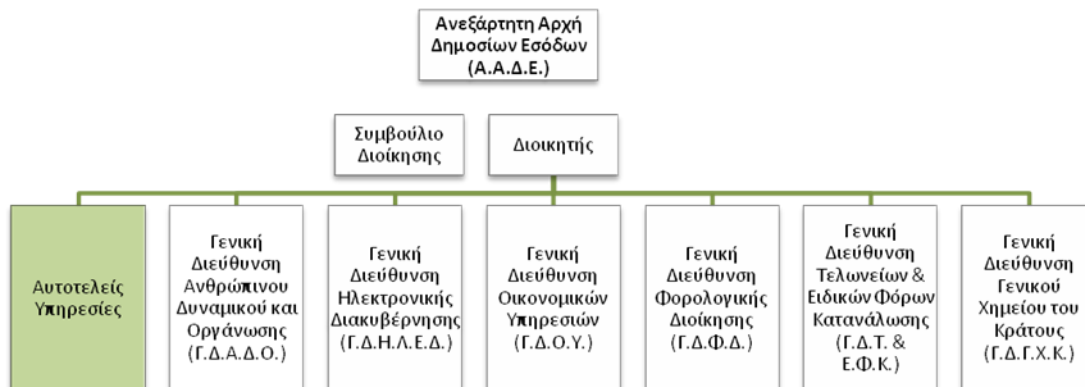 Ανεξάρτητη Αρχή
Δημοσίων Εσόδων
(Α.Α.Δ.Ε.)
Συμβούλιο
Διοίκησης
Διοικητής
Αυτοτελείς
Υπηρεσίες
Γενική
Διεύθυνση
Ανθρώπινου
Δυναμικού και
Οργάνωσης
(Γ.Δ.Α.Δ.Ο.)
Γενική
Διεύθυνση
Ηλεκτρονικής
Διακυβέρνησης
(Γ.Δ.Η.Λ.Ε.Δ.)
Γενική
Διεύθυνση
Οικονομικών
Υπηρεσιών
(Γ.Δ.Ο.Υ.)
Γενική
Διεύθυνση
Φορολογικής
Διοίκησης
(Γ.Δ.Φ.Δ.)
Γενική
Διεύθυνση
Τελωνείων &
Ειδικών Φόρων
Κατανάλωσης
(Γ.Δ.Τ. &
Ε.Φ.Κ.)
Γενική
Διεύθυνση
Γενικού
Χημείου του
Κράτους
(Γ.Δ.Γ.Χ.Κ.)